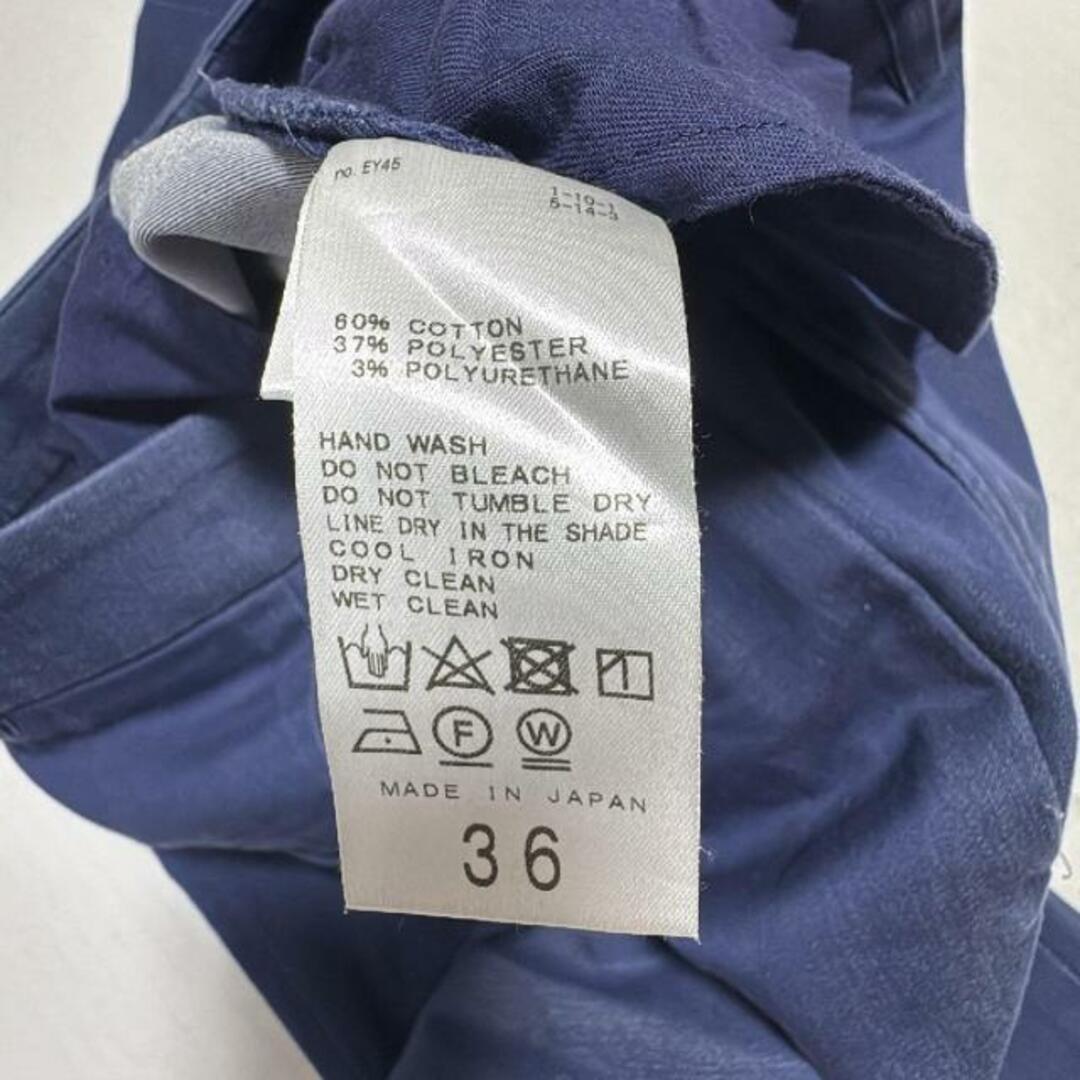 no. EY45
1-19-1
5-14-3
60% COTTON
37% POLYESTER
3% POLYURETHANE
HAND WASH
DO NOT BLEACH
DO NOT TUMBLE DRY
LINE DRY IN THE SHADE
COOL IRON
DRY CLEAN
WET CLEAN
F W
MADE IN JAPAN
36